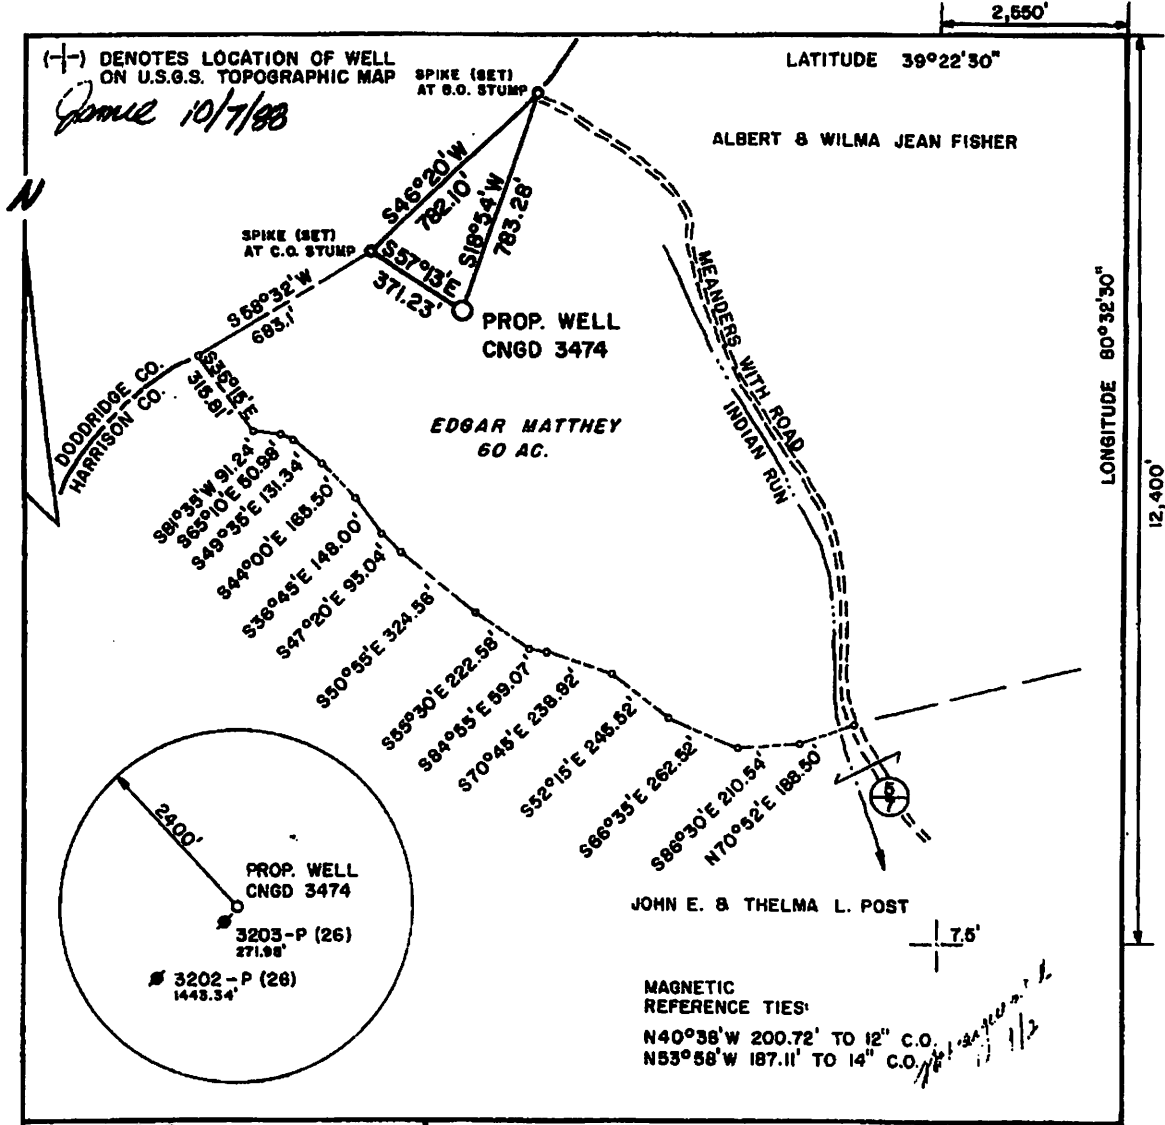 2,650'
(-+-) DENOTES LOCATION OF WELL
ON U.S.G.S. TOPOGRAPHIC MAP
10/7/88
SPIKE (SET)
AT B.O. STUMP
LATITUDE 39°22'30"
ALBERT & WILMA JEAN FISHER
N
S46°20'W
782.10'
S18°54'W
783.28'
SPIKE (SET)
AT C.O. STUMP
S57°13'E
371.23'
S58°32'W
683.1'
PROP. WELL
CNGD 3474
MEANDERS WITH ROAD
INDIAN RUN
LONGITUDE 80°32'30"
12,400'
DODDRIDGE CO.
HARRISON CO.
S36°15'E
315.81'
EDGAR MATTHEY
60 AC.
S81°35'W 91.24'
S65°10'E 50.98'
S49°35'E 131.34'
S44°00'E 165.50'
S38°45'E 148.00'
S47°20'E 95.04'
S50°55'E 324.56'
S55°30'E 222.58'
S84°55'E 59.07'
S70°45'E 238.92'
S52°15'E 245.52'
S66°35'E 262.52'
S86°30'E 210.54'
N70°52'E 188.50'
5
7
2400'
PROP. WELL
CNGD 3474
3203-P (26)
271.98'
3202-P (26)
1443.34'
JOHN E. & THELMA L. POST
7.5'
MAGNETIC
REFERENCE TIES:
N40°38'W 200.72' TO 12" C.O.
N53°58'W 187.11' TO 14" C.O.